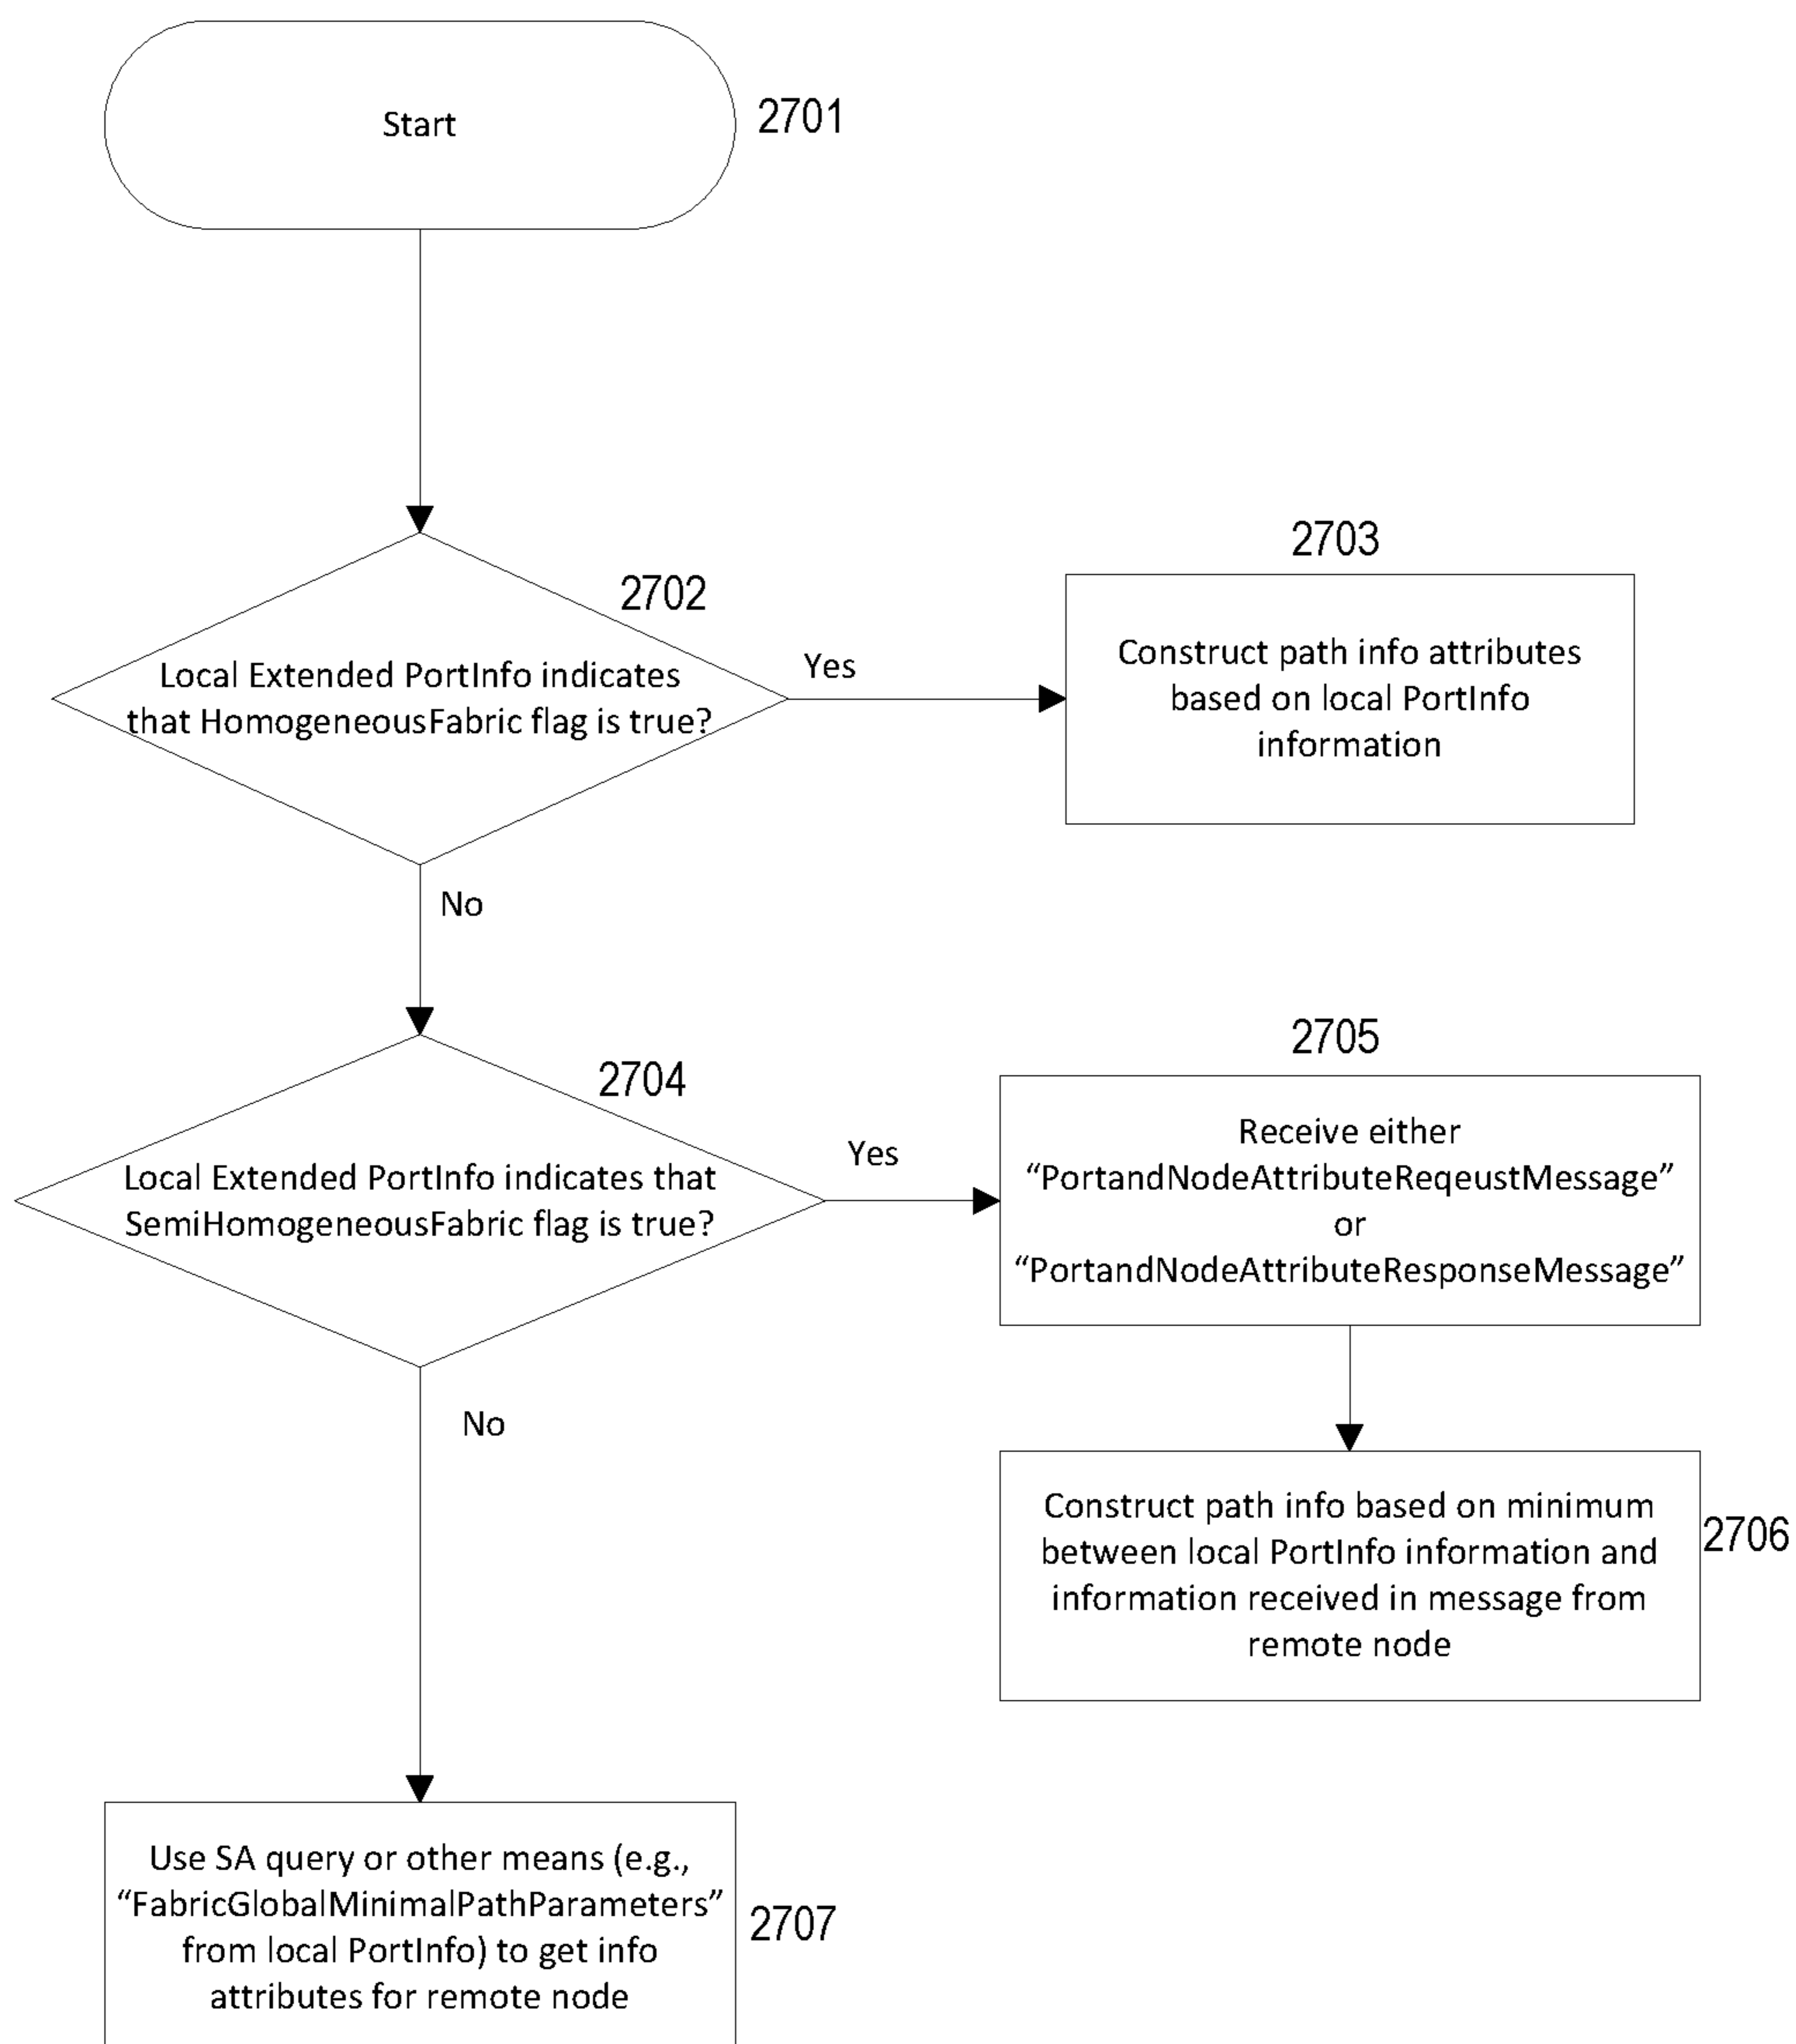 Start
2701
2702
Local Extended PortInfo indicates
that HomogeneousFabric flag is true?
Yes
2703
Construct path info attributes
based on local PortInfo
information
No
2704
Local Extended PortInfo indicates that
SemiHomogeneousFabric flag is true?
Yes
2705
Receive either
“PortandNodeAttributeReqeustMessage”
or
“PortandNodeAttributeResponseMessage”
No
Construct path info based on minimum
between local PortInfo information and
information received in message from
remote node
2706
Use SA query or other means (e.g.,
“FabricGlobalMinimalPathParameters”
from local PortInfo) to get info
attributes for remote node
2707